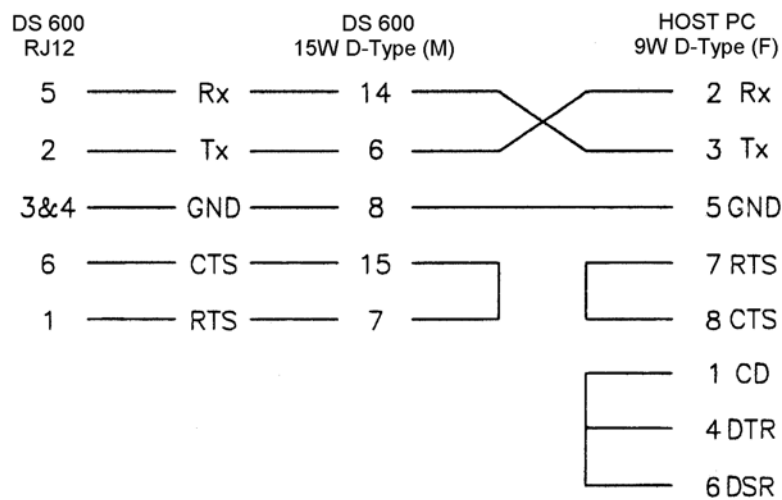 DS 600 DS 600 HOST PC
RJ12 15W D-Type (M) 9W D-Type (F)
5 Rx 14 2 Rx
2 Tx 6 3 Tx
3&4 GND 8 5 GND
6 CTS 15 7 RTS
1 RTS 7 8 CTS
1 CD
4 DTR
6 DSR